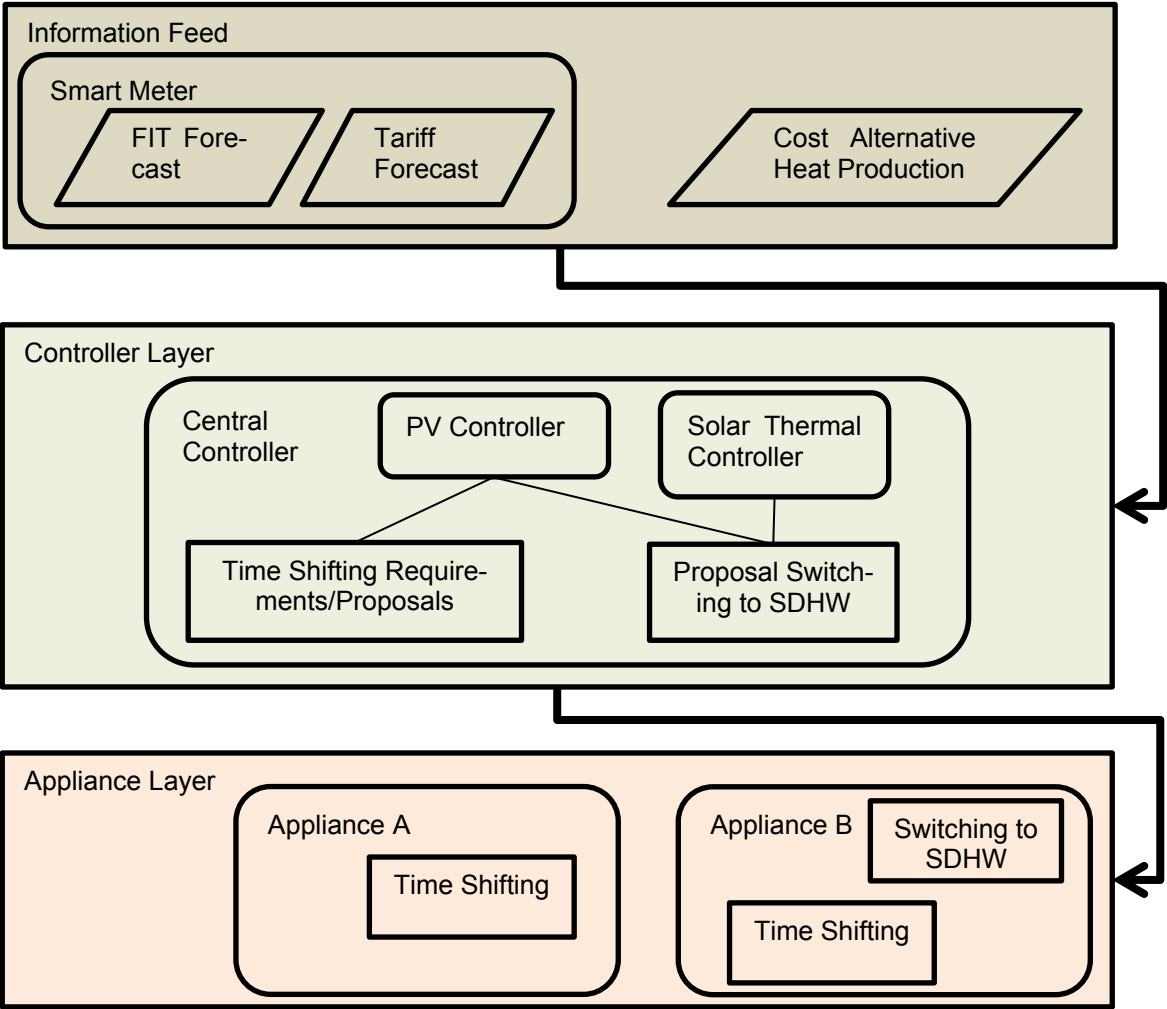 Information Feed
Smart Meter
FIT Fore-
cast
Tariff
Forecast
Cost Alternative
Heat Production
Controller Layer
Central
Controller
PV Controller
Solar Thermal
Controller
Time Shifting Require-
ments/Proposals
Proposal Switch-
ing to SDHW
Appliance Layer
Appliance A
Time Shifting
Appliance B
Switching to
SDHW
Time Shifting